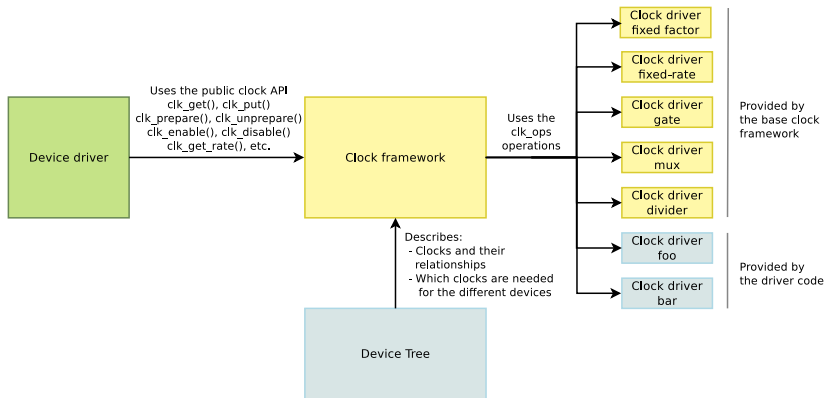 Device driver
Uses the public clock API
clk_get(), clk_put()
clk_prepare(), clk_unprepare()
clk_enable(), clk_disable()
clk_get_rate(), etc.
Clock framework
Uses the
clk_ops
operations
Clock driver
fixed factor
Clock driver
fixed-rate
Clock driver
gate
Clock driver
mux
Clock driver
divider
Provided by
the base clock
framework
Clock driver
foo
Clock driver
bar
Provided by
the driver code
Describes:
- Clocks and their
relationships
- Which clocks are needed
for the different devices
Device Tree